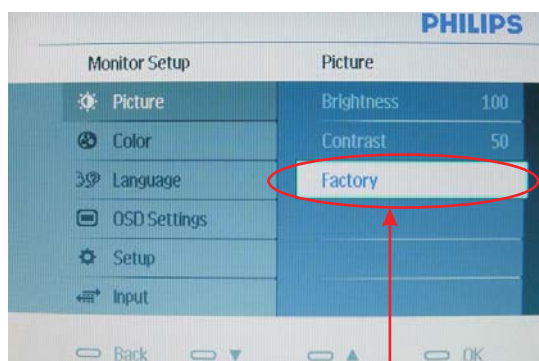 PHILIPS
Monitor Setup
Picture
Picture
Color
Language
OSD Settings
Setup
Input
Brightness 100
Contrast 50
Factory
Back
OK